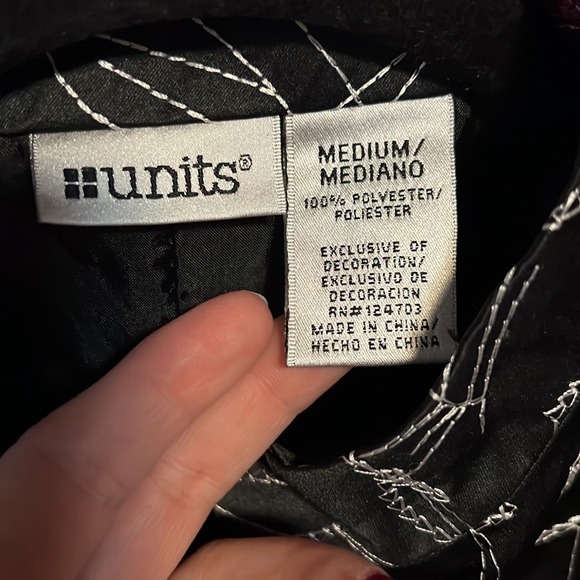 units®
MEDIUM/
MEDIANO
100% POLYESTER/
POLIESTER
EXCLUSIVE OF
DECORATION/
EXCLUSIVO DE
DECORACION
RN#124703
MADE IN CHINA/
HECHO EN CHINA